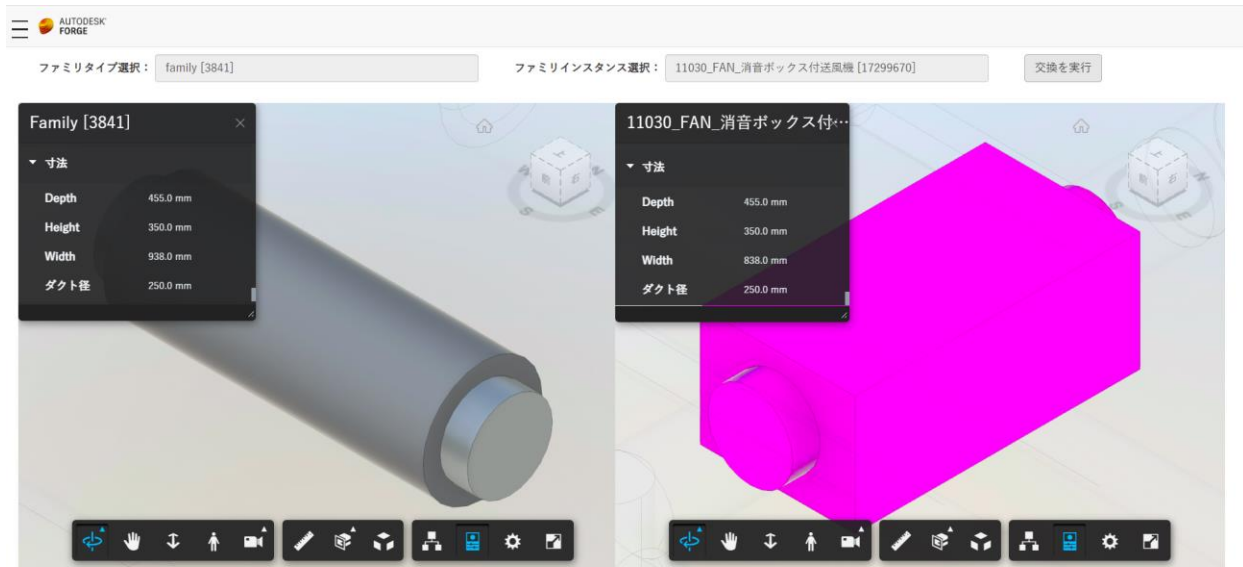 AUTODESK
FORGE
ファミリタイプ選択： family [3841] ファミリインスタンス選択： 11030_FAN_消音ボックス付送風機 [17299670] 交換を実行
Family [3841] ×
寸法
Depth 455.0 mm
Height 350.0 mm
Width 938.0 mm
ダクト径 250.0 mm
11030_FAN_消音ボックス付…
寸法
Depth 455.0 mm
Height 350.0 mm
Width 838.0 mm
ダクト径 250.0 mm